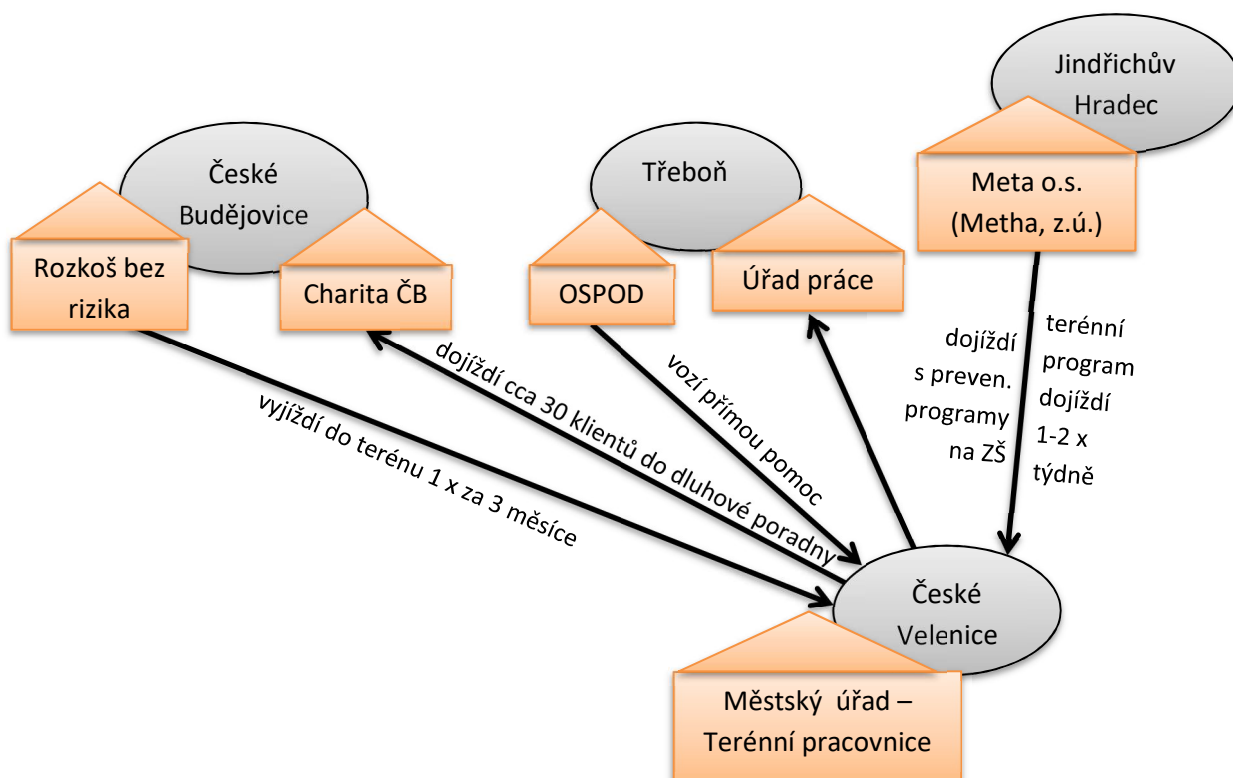 Jindřichův
Hradec
České
Budějovice
Třeboň
Meta o.s.
(Metha, z.ú.)
Rozkoš bez
rizika
Charita ČB
OSPOD
Úřad práce
dojíždí
s preven.
programy
na ZŠ
terénní
program
dojíždí
1-2 x
týdně
vyjíždí do terénu 1 x za 3 měsíce
dojíždí cca 30 klientů do dluhové poradny
vozí přímou pomoc
České
Velenice
Městský úřad –
Terénní pracovnice